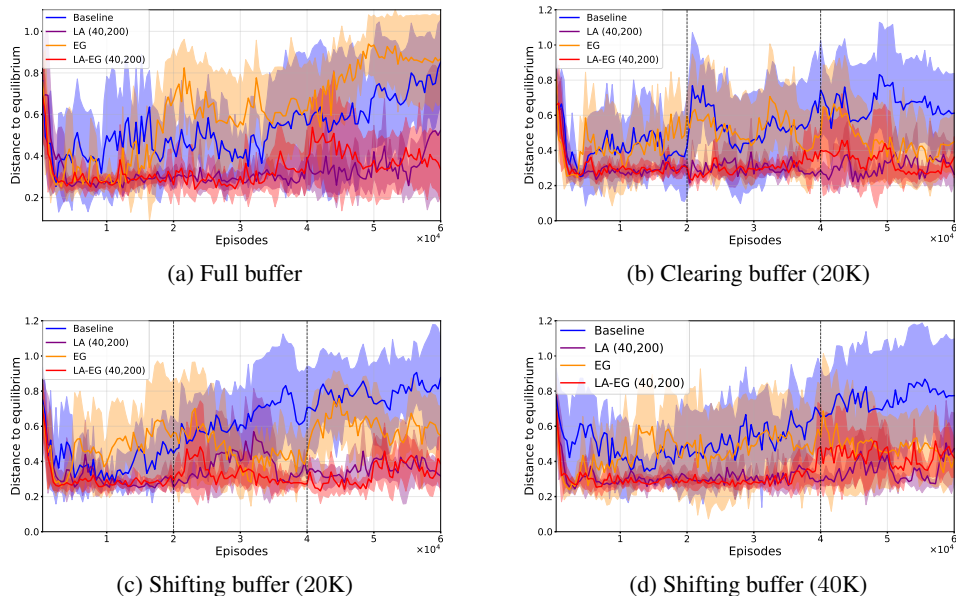 Baseline
LA (40,200)
EG
LA-EG (40,200)
Distance to equilibrium
1.0
0.8
0.6
0.4
0.2
1 2 3 4 5 6
×10⁴
Episodes
(a) Full buffer
Baseline
LA (40,200)
EG
LA-EG (40,200)
Distance to equilibrium
1.2
1.0
0.8
0.6
0.4
0.2
0.0
1 2 3 4 5 6
×10⁴
Episodes
(b) Clearing buffer (20K)
Baseline
LA (40,200)
EG
LA-EG (40,200)
Distance to equilibrium
1.2
1.0
0.8
0.6
0.4
0.2
0.0
1 2 3 4 5 6
×10⁴
Episodes
(c) Shifting buffer (20K)
Baseline
LA (40,200)
EG
LA-EG (40,200)
Distance to equilibrium
1.2
1.0
0.8
0.6
0.4
0.2
0.0
1 2 3 4 5 6
×10⁴
Episodes
(d) Shifting buffer (40K)